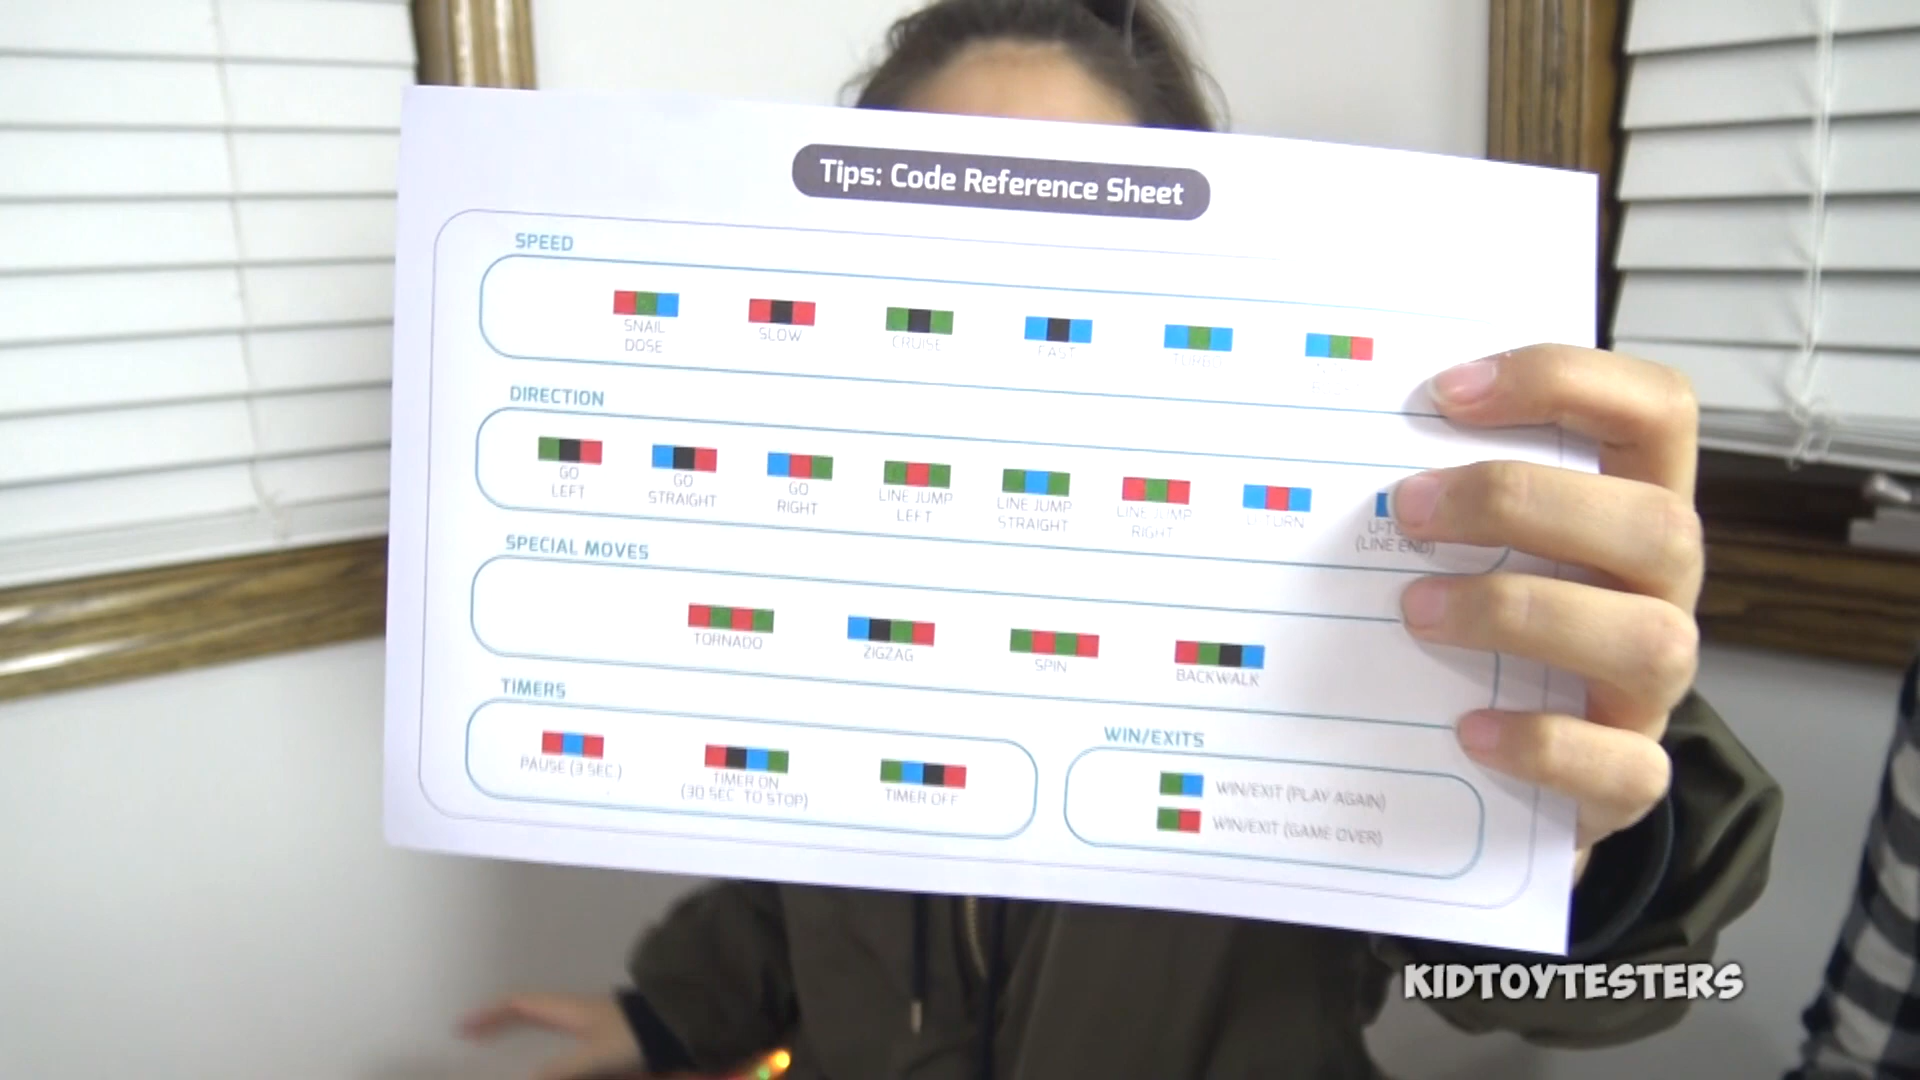 Tips: Code Reference Sheet
SPEED
SNAIL
DOSE
SLOW
CRUISE
FAST
TURBO
DIRECTION
GO
LEFT
GO
STRAIGHT
GO
RIGHT
LINE JUMP
LEFT
LINE JUMP
STRAIGHT
LINE JUMP
RIGHT
U-TURN
(LINE END)
SPECIAL MOVES
TORNADO
ZIGZAG
SPIN
BACKWALK
TIMERS
PAUSE (3 SEC.)
TIMER ON
(30 SEC. TO STOP)
TIMER OFF
WIN/EXITS
WIN/EXIT (PLAY AGAIN)
WIN/EXIT (GAME OVER)
KIDTOYTESTERS